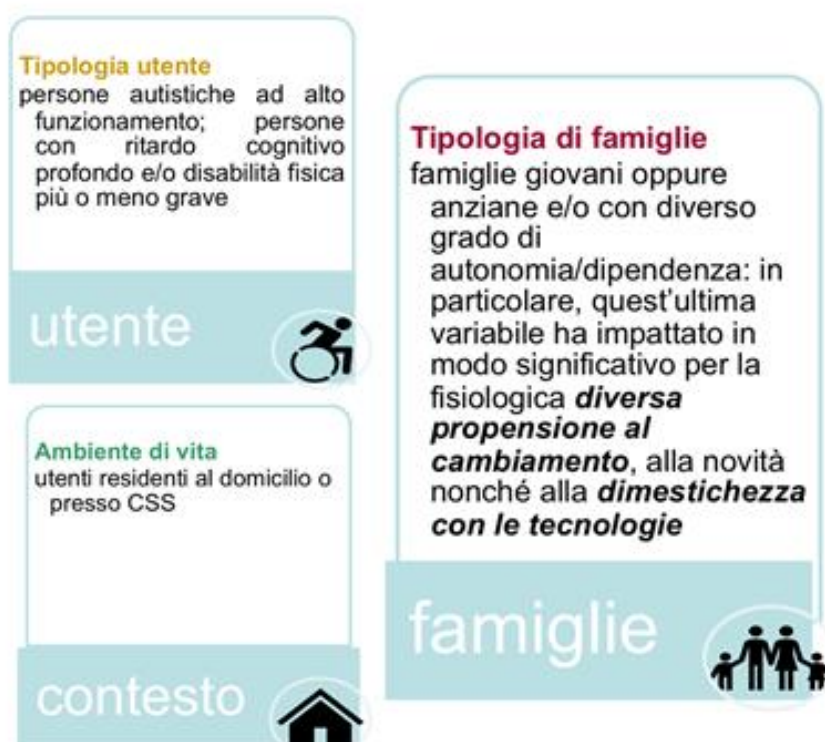 Tipologia utente
persone autistiche ad alto
funzionamento; persone
con ritardo cognitivo
profondo e/o disabilità fisica
più o meno grave
utente
Ambiente di vita
utenti residenti al domicilio o
presso CSS
contesto
Tipologia di famiglie
famiglie giovani oppure
anziane e/o con diverso
grado di
autonomia/dipendenza: in
particolare, quest'ultima
variabile ha impattato in
modo significativo per la
fisiologica diversa
propensione al
cambiamento, alla novità
nonché alla dimestichezza
con le tecnologie
famiglie